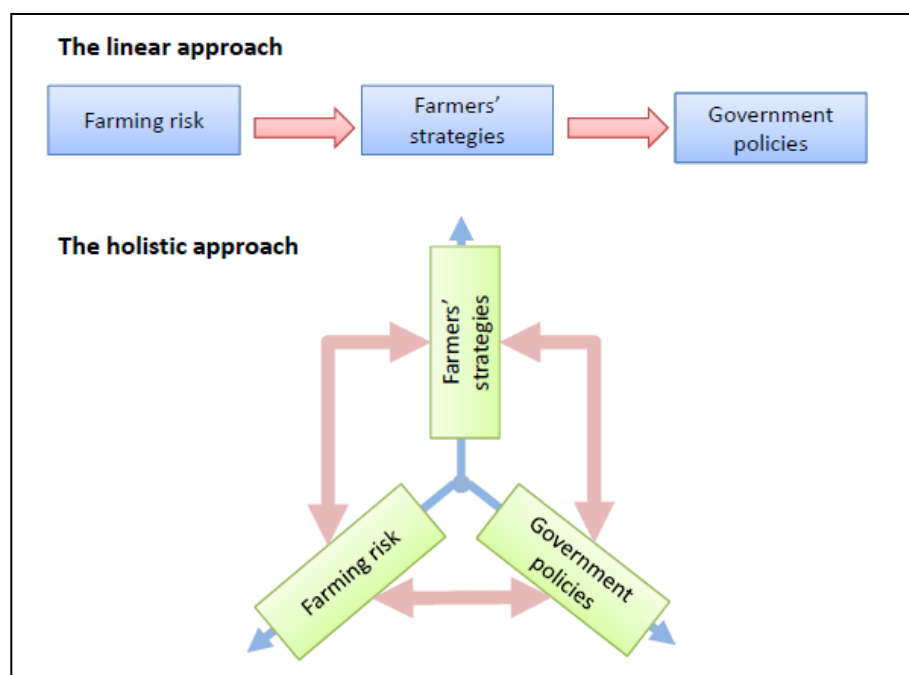 The linear approach
Farming risk
Farmers'
strategies
Government
policies
The holistic approach
Farmers'
strategies
Farming risk
Government
policies